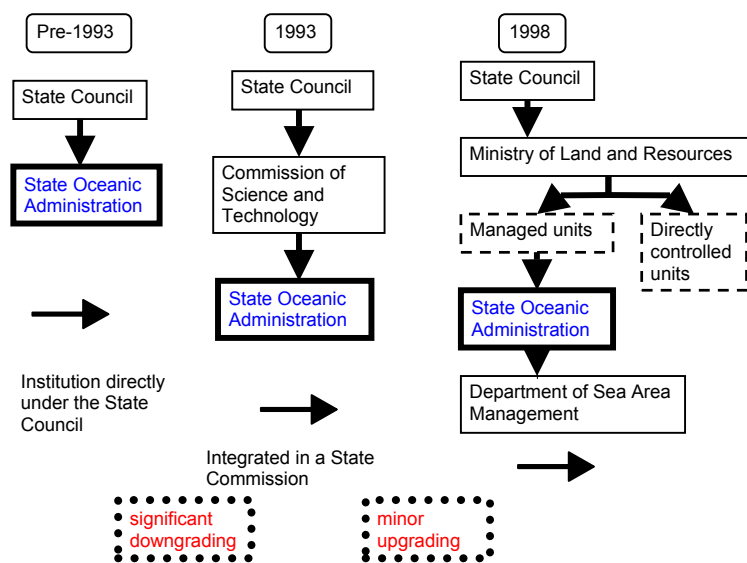 Pre-1993
State Council
State Oceanic
Administration
Institution directly
under the State
Council
1993
State Council
Commission of
Science and
Technology
State Oceanic
Administration
Integrated in a State
Commission
1998
State Council
Ministry of Land and Resources
Managed units
Directly
controlled
units
State Oceanic
Administration
Department of Sea Area
Management
significant
downgrading
minor
upgrading